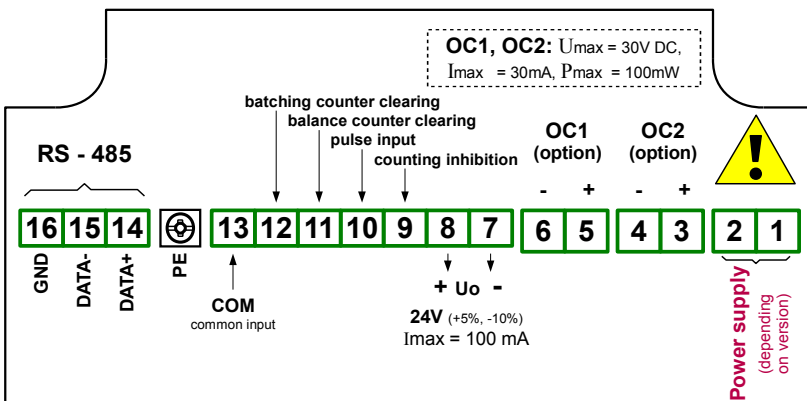 OC1, OC2: Umax = 30V DC,
Imax = 30mA, Pmax = 100mW
batching counter clearing
balance counter clearing
pulse input
counting inhibition
RS - 485
OC1
(option)
OC2
(option)
- +
- +
16 15 14 13 12 11 10 9 8 7 6 5 4 3 2 1
GND
DATA-
DATA+
PE
COM
common input
+ Uo -
24V (+5%, -10%)
Imax = 100 mA
Power supply
(depending
on version)